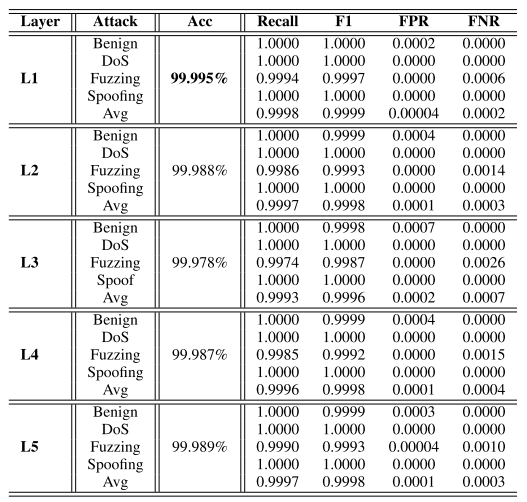 Layer Attack Acc Recall F1 FPR FNR
Benign 1.0000 1.0000 0.0002 0.0000
DoS 1.0000 1.0000 0.0000 0.0000
L1 Fuzzing 99.995% 0.9994 0.9997 0.0000 0.0006
Spoofing 1.0000 1.0000 0.0000 0.0000
Avg 0.9998 0.9999 0.00004 0.0002
Benign 1.0000 0.9999 0.0004 0.0000
DoS 1.0000 1.0000 0.0000 0.0000
L2 Fuzzing 99.988% 0.9986 0.9993 0.0000 0.0014
Spoofing 1.0000 1.0000 0.0000 0.0000
Avg 0.9997 0.9998 0.0001 0.0003
Benign 1.0000 0.9998 0.0007 0.0000
DoS 1.0000 1.0000 0.0000 0.0000
L3 Fuzzing 99.978% 0.9974 0.9987 0.0000 0.0026
Spoof 1.0000 1.0000 0.0000 0.0000
Avg 0.9993 0.9996 0.0002 0.0007
Benign 1.0000 0.9999 0.0004 0.0000
DoS 1.0000 1.0000 0.0000 0.0000
L4 Fuzzing 99.987% 0.9985 0.9992 0.0000 0.0015
Spoofing 1.0000 1.0000 0.0000 0.0000
Avg 0.9996 0.9998 0.0001 0.0004
Benign 1.0000 0.9999 0.0003 0.0000
DoS 1.0000 1.0000 0.0000 0.0000
L5 Fuzzing 99.989% 0.9990 0.9993 0.00004 0.0010
Spoofing 1.0000 1.0000 0.0000 0.0000
Avg 0.9997 0.9998 0.0001 0.0003